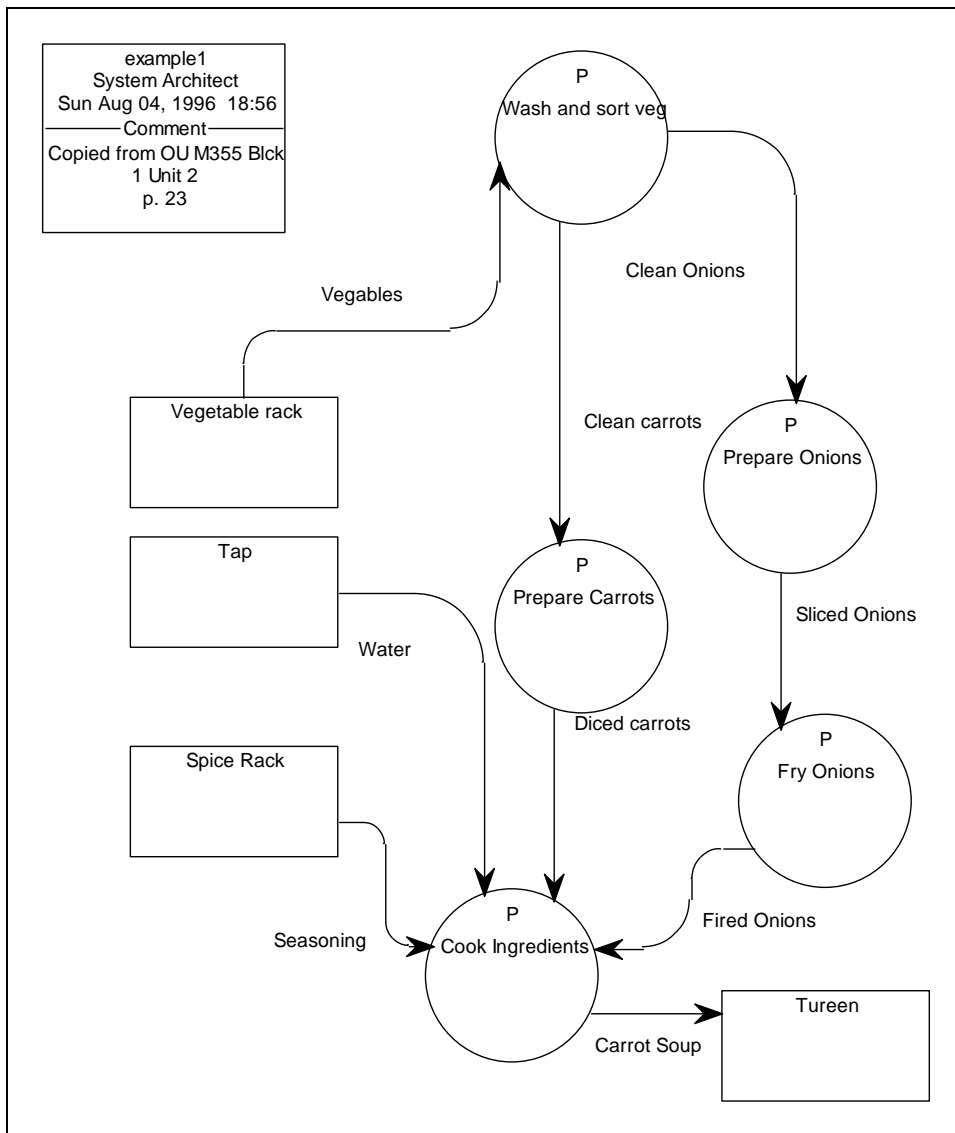 example1
System Architect
Sun Aug 04, 1996 18:56
Comment
Copied from OU M355 Blck
1 Unit 2
p. 23
P
Wash and sort veg
Clean Onions
Vegables
Vegetable rack
Clean carrots
P
Prepare Onions
Tap
P
Prepare Carrots
Sliced Onions
Water
Diced carrots
Spice Rack
P
Fry Onions
P
Fired Onions
Seasoning
Cook Ingredients
Tureen
Carrot Soup